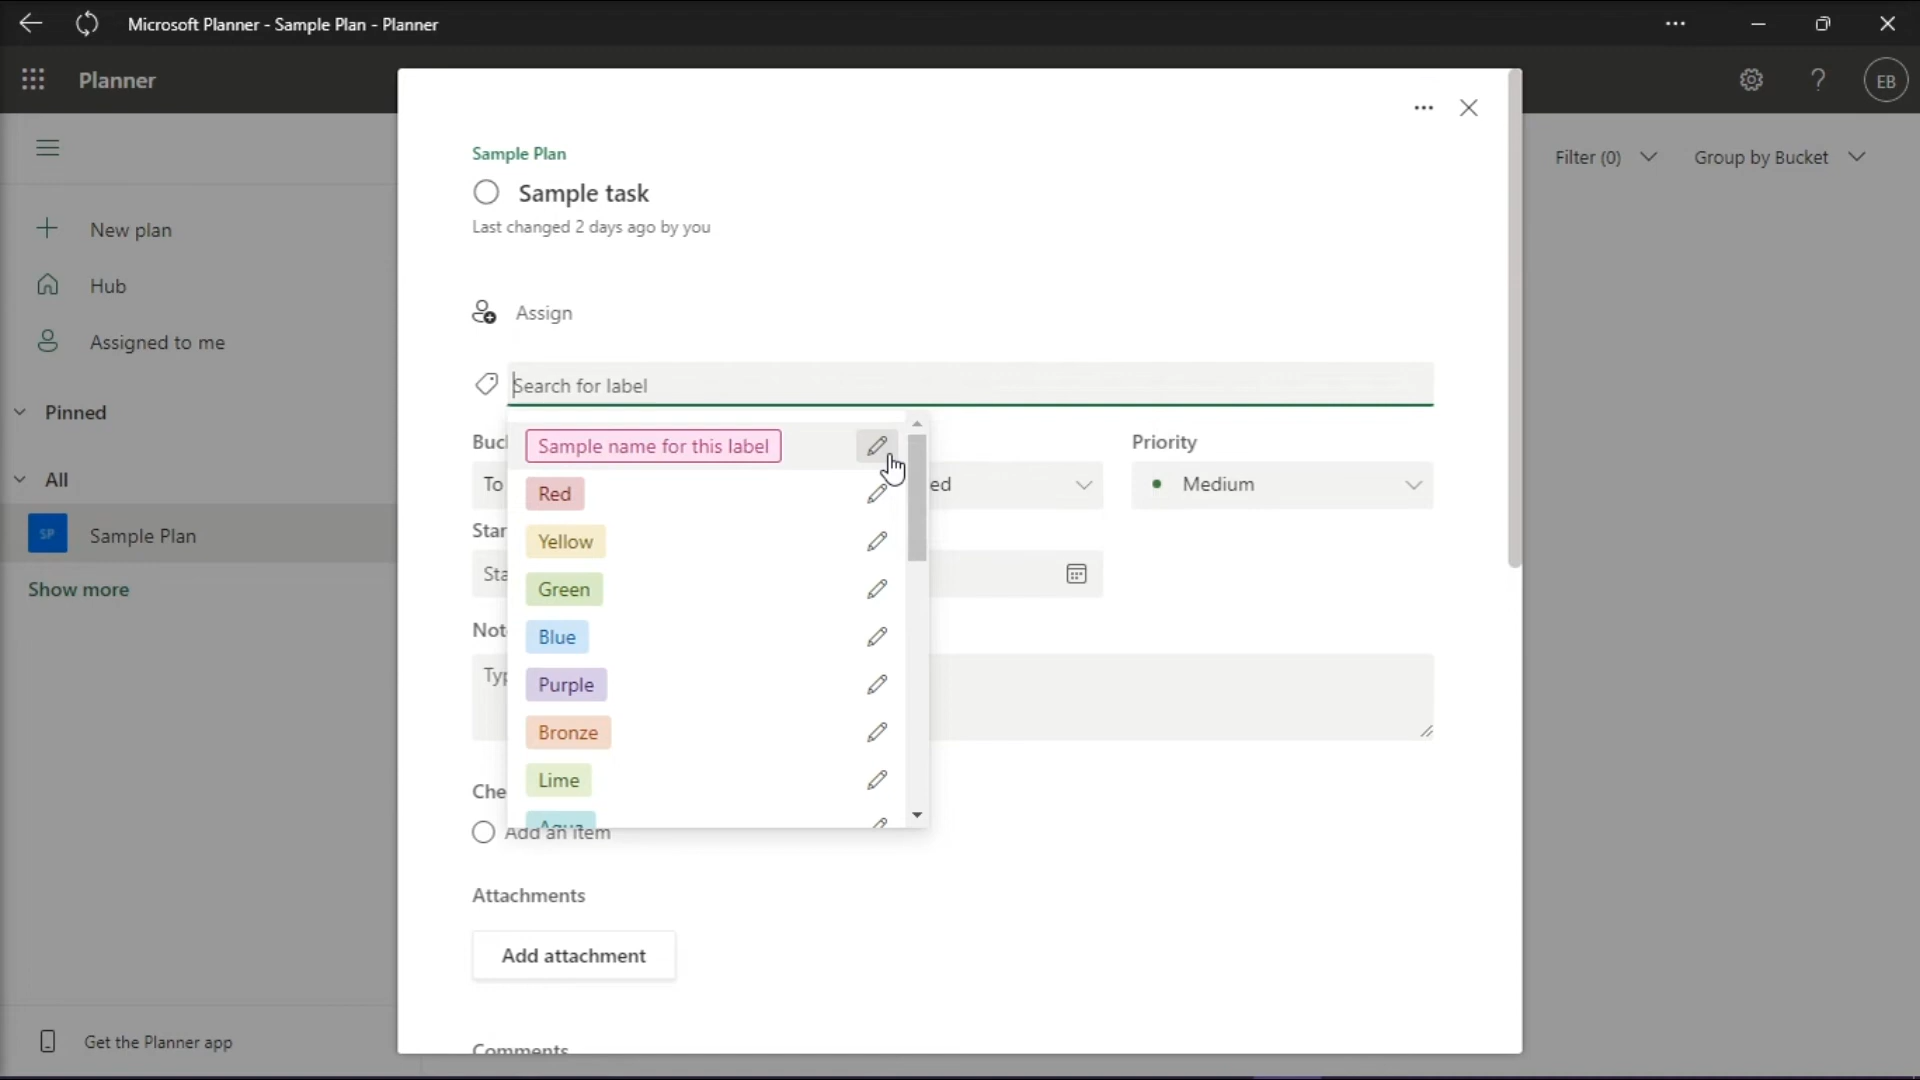 Microsoft Planner - Sample Plan - Planner
Planner
EB
Filter (0)
Group by Bucket
New plan
Hub
Assigned to me
Pinned
All
SP
Sample Plan
Show more
Get the Planner app
Sample Plan
Sample task
Last changed 2 days ago by you
Assign
Search for label
Buc
Priority
Sample name for this label
To
ed
Medium
Red
Star
Yellow
Sta
Green
Not
Blue
Typ
Purple
Bronze
Che
Lime
Aqua
Add an item
Attachments
Add attachment
Comments